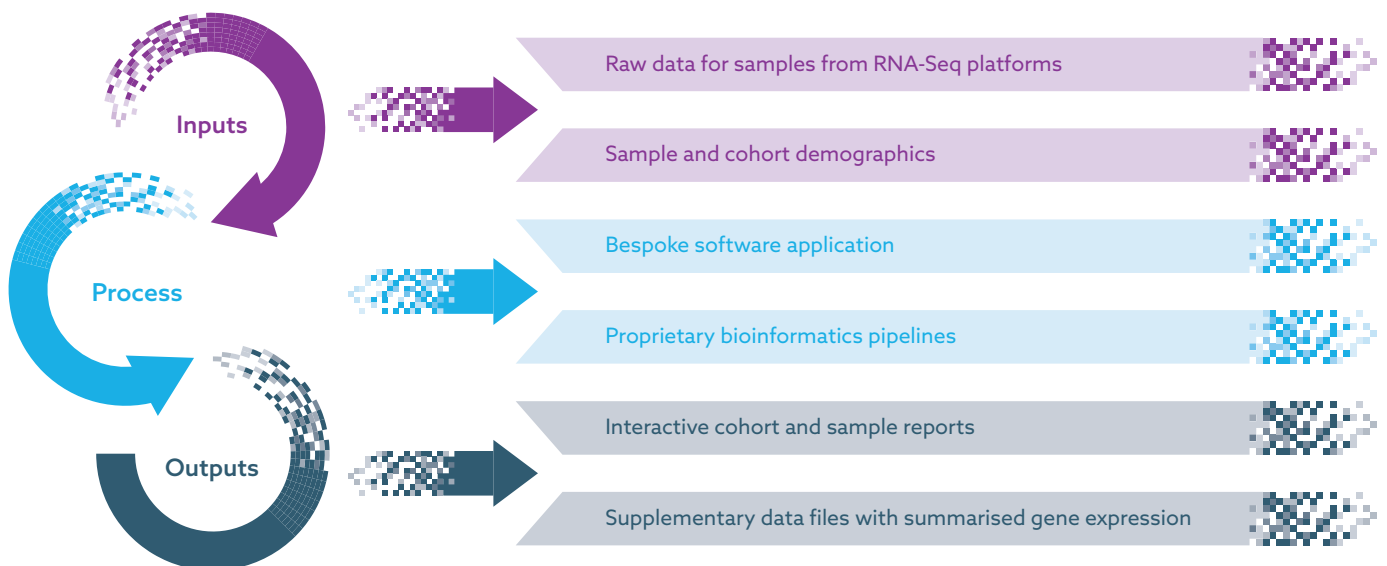 Inputs
Raw data for samples from RNA-Seq platforms
Sample and cohort demographics
Process
Bespoke software application
Proprietary bioinformatics pipelines
Outputs
Interactive cohort and sample reports
Supplementary data files with summarised gene expression